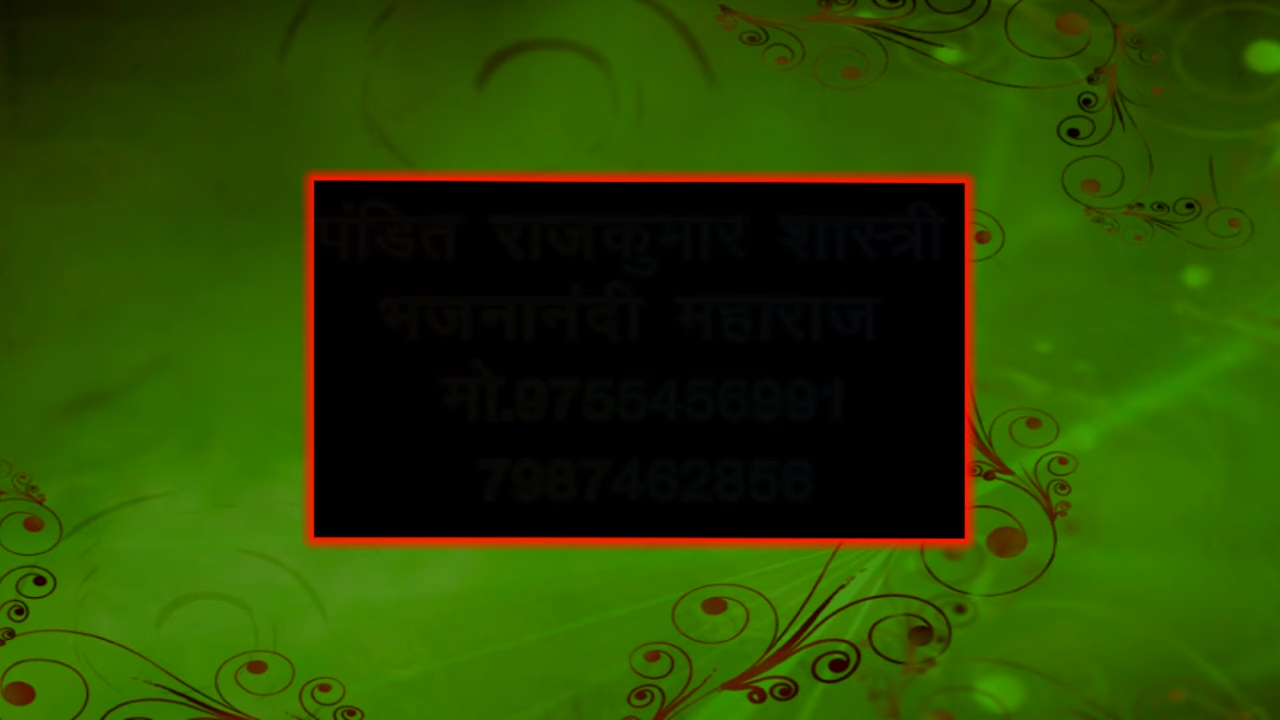 पंडित राजकुमार शास्त्री
भजनानंदी महाराज
मो.9755456991
7987462856